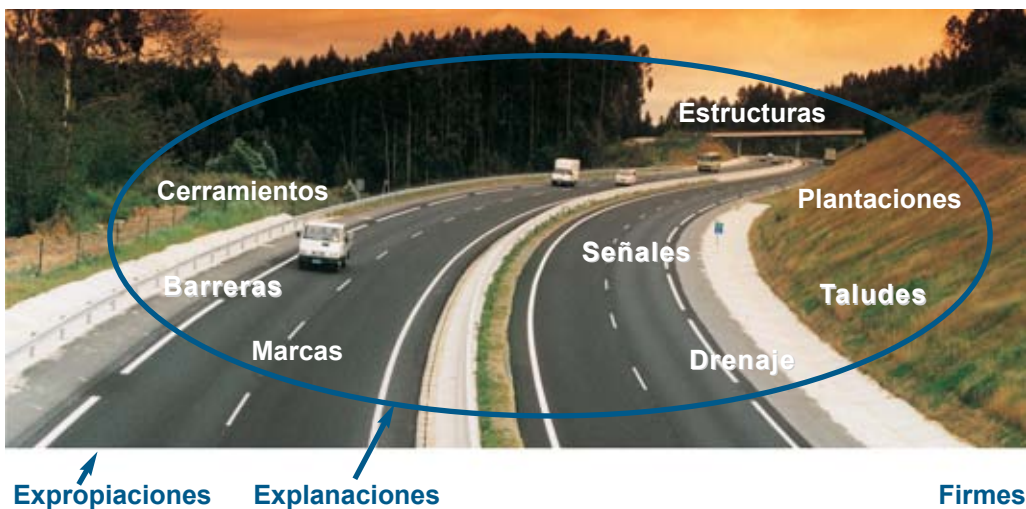 Estructuras
Cerramientos
Plantaciones
Señales
Barreras
Taludes
Marcas
Drenaje
Expropiaciones
Explanaciones
Firmes